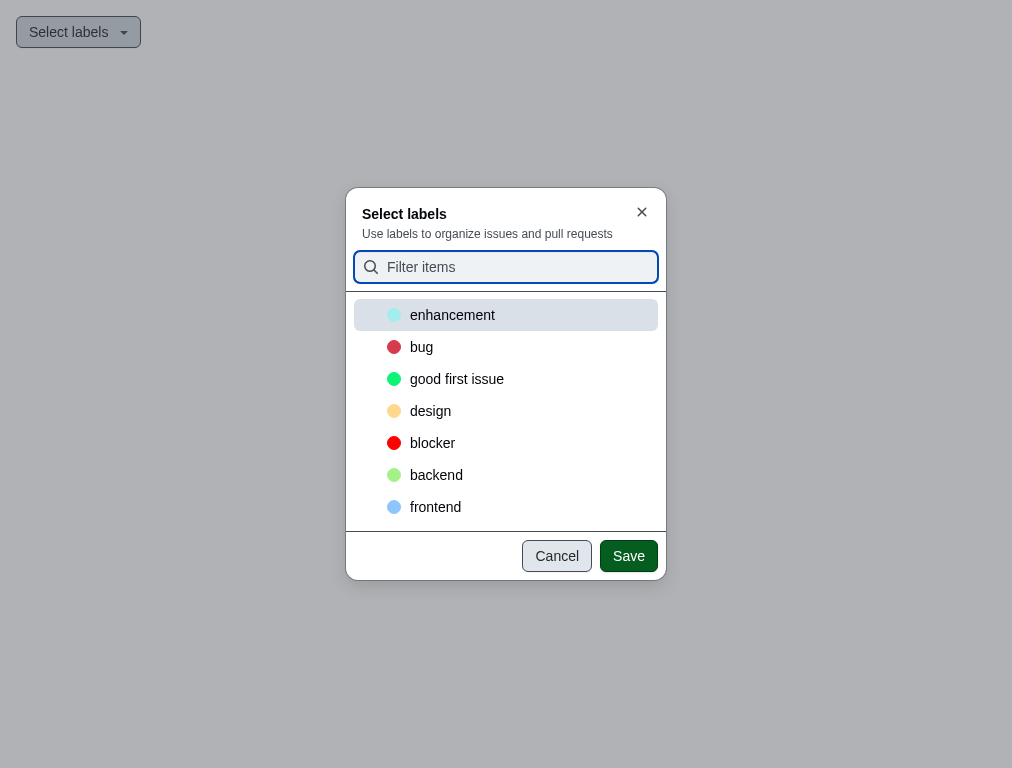 Select labels
Select labels
Use labels to organize issues and pull requests
Filter items
enhancement
bug
good first issue
design
blocker
backend
frontend
Cancel Save